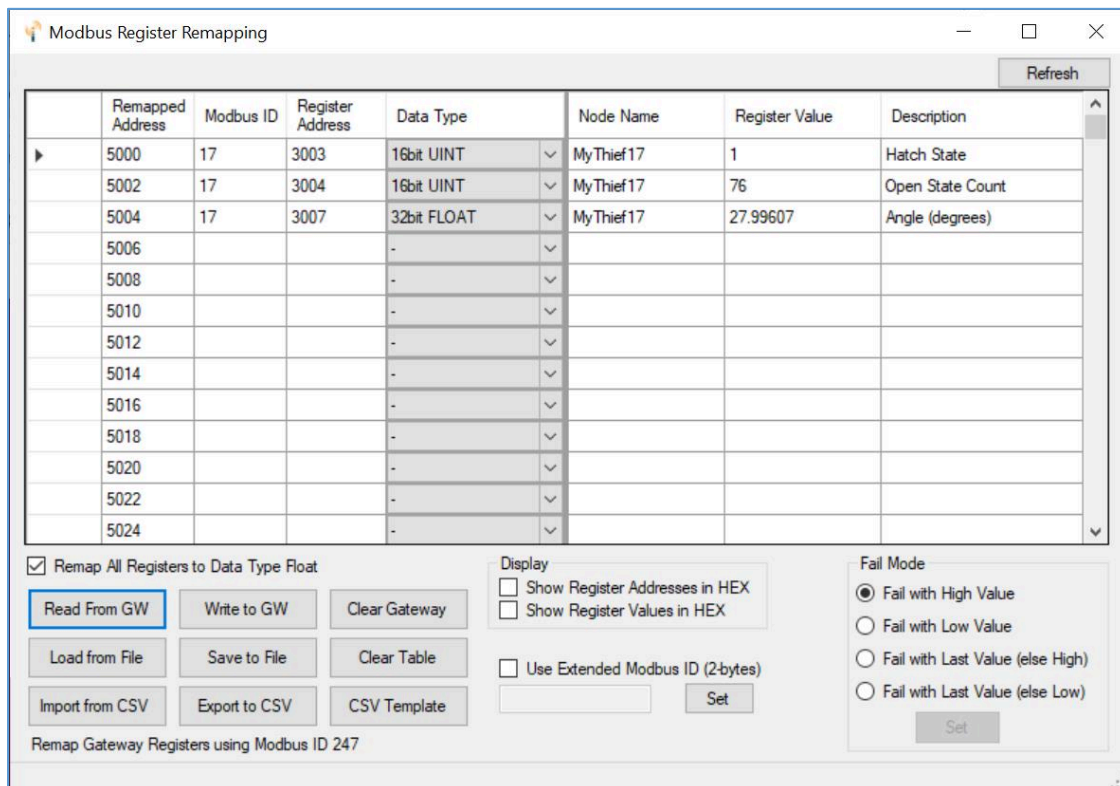 Modbus Register Remapping
Refresh
Remapped Address Modbus ID Register Address Data Type Node Name Register Value Description
5000 17 3003 16bit UINT MyThief17 1 Hatch State
5002 17 3004 16bit UINT MyThief17 76 Open State Count
5004 17 3007 32bit FLOAT MyThief17 27.99607 Angle (degrees)
5006 -
5008 -
5010 -
5012 -
5014 -
5016 -
5018 -
5020 -
5022 -
5024 -
Remap All Registers to Data Type Float
Read From GW Write to GW Clear Gateway
Load from File Save to File Clear Table
Import from CSV Export to CSV CSV Template
Remap Gateway Registers using Modbus ID 247
Display
Show Register Addresses in HEX
Show Register Values in HEX
Use Extended Modbus ID (2-bytes)
Set
Fail Mode
Fail with High Value
Fail with Low Value
Fail with Last Value (else High)
Fail with Last Value (else Low)
Set